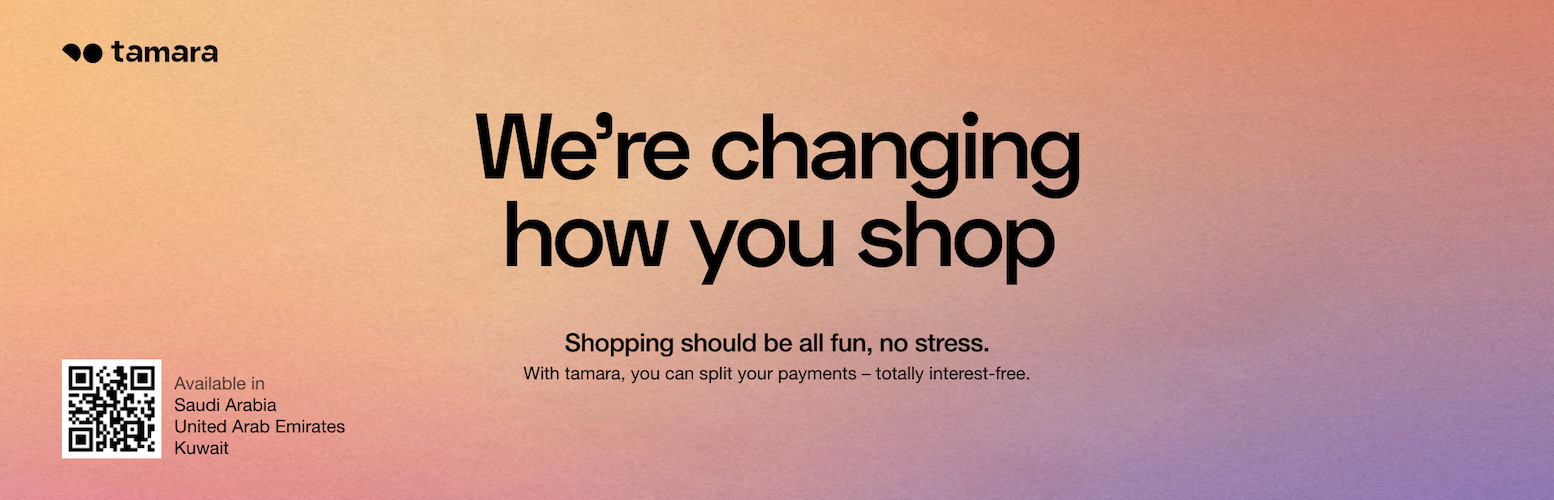 tamara
We’re changing
how you shop
Shopping should be all fun, no stress.
With tamara, you can split your payments – totally interest-free.
Available in
Saudi Arabia
United Arab Emirates
Kuwait